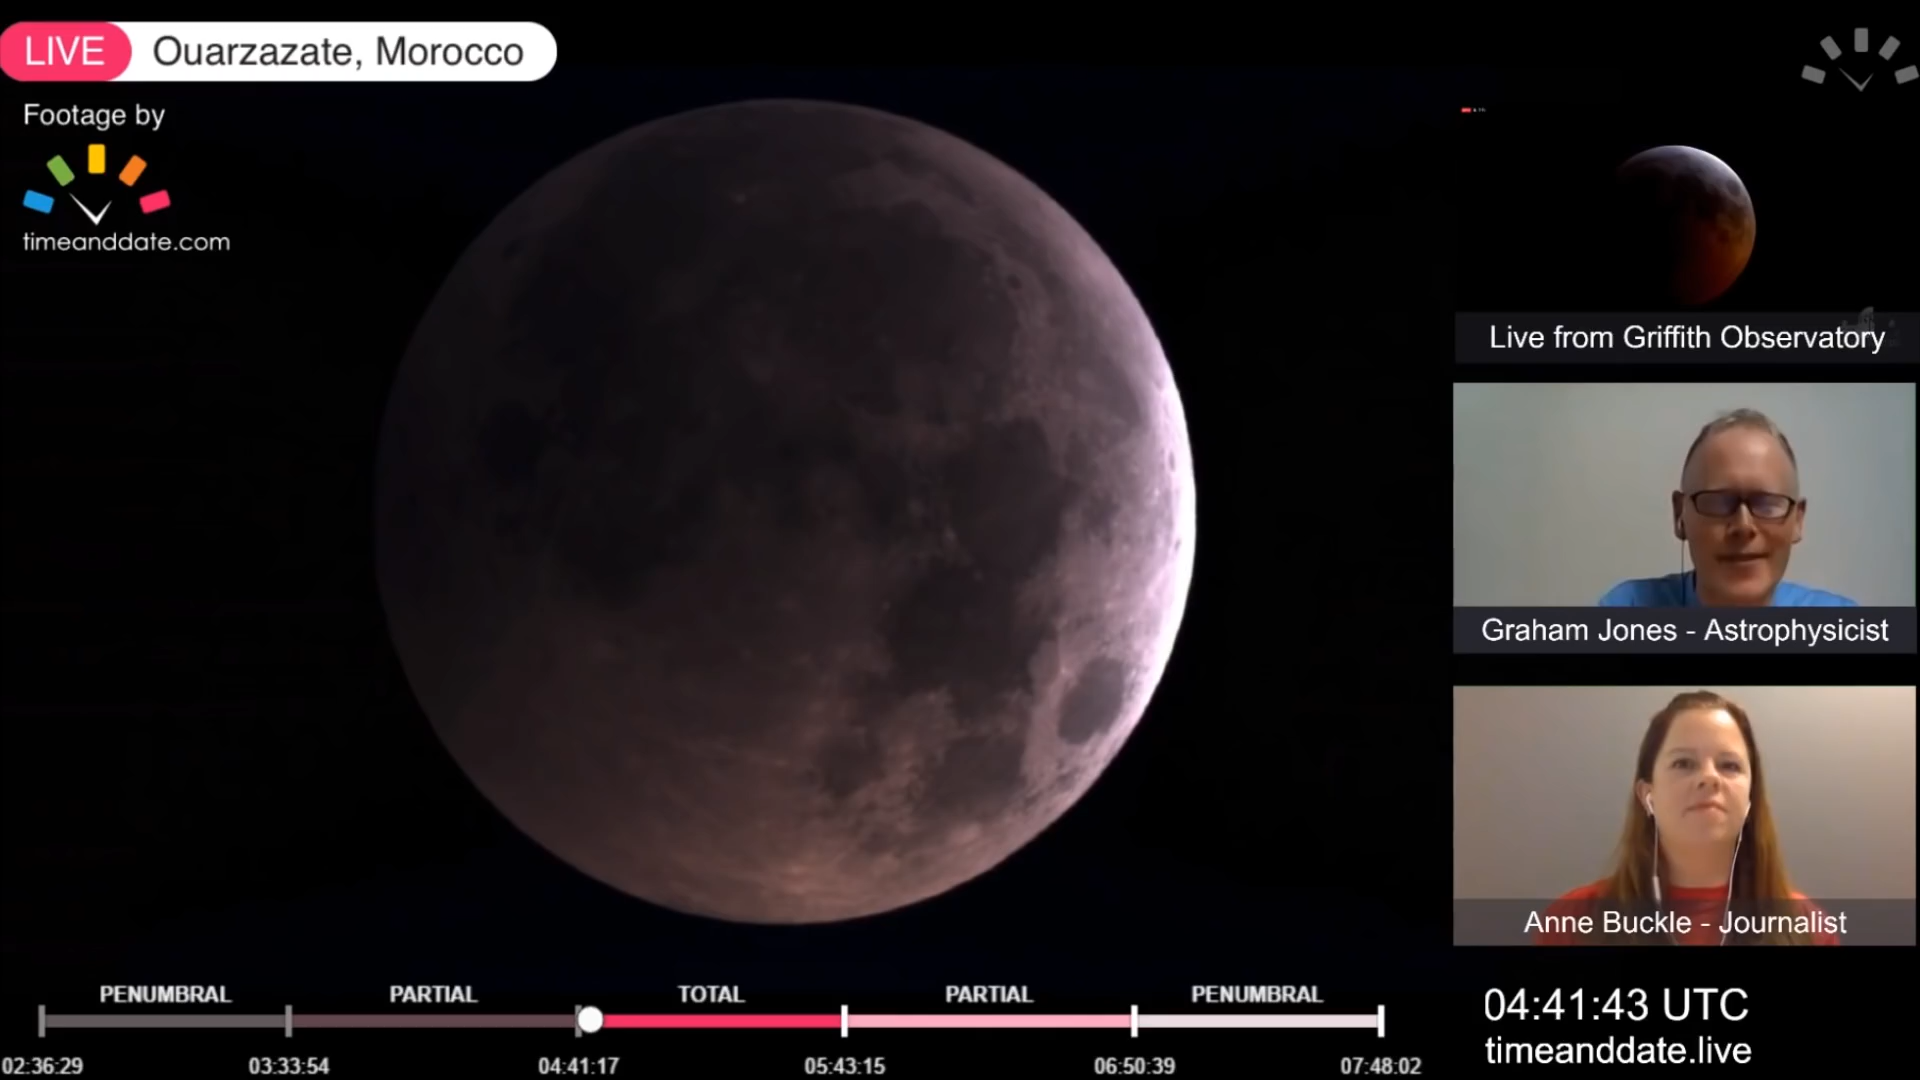 LIVE Ouarzazate, Morocco
Footage by
timeanddate.com
Live from Griffith Observatory
Graham Jones - Astrophysicist
Anne Buckle - Journalist
PENUMBRAL PARTIAL TOTAL PARTIAL PENUMBRAL
02:36:29 03:33:54 04:41:17 05:43:15 06:50:39 07:48:02
04:41:43 UTC
timeanddate.live